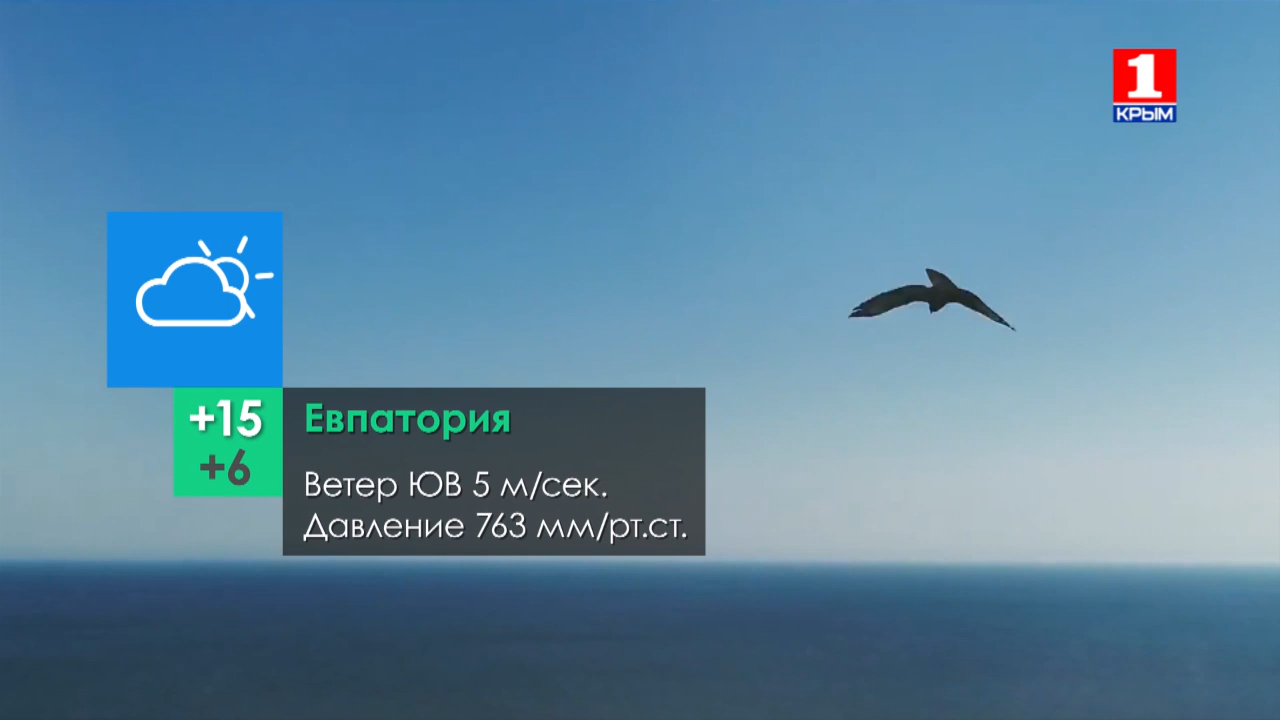 1
КРЫМ
+15
+6
Евпатория
Ветер ЮВ 5 м/сек.
Давление 763 мм/рт.ст.